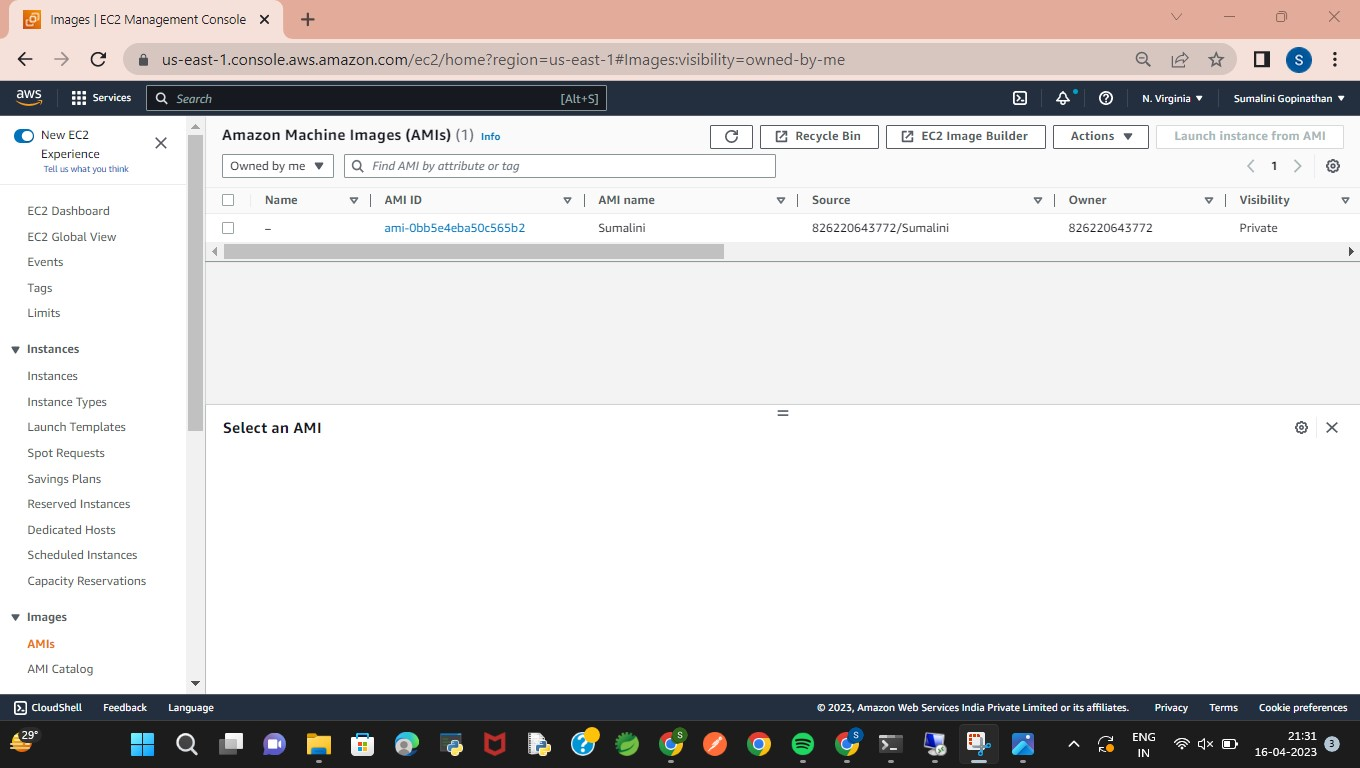 Images | EC2 Management Console
us-east-1.console.aws.amazon.com/ec2/home?region=us-east-1#Images:visibility=owned-by-me
S
aws Services Search [Alt+S] N. Virginia Sumalini Gopinathan
New EC2 Experience
Tell us what you think
EC2 Dashboard
EC2 Global View
Events
Tags
Limits
Instances
Instances
Instance Types
Launch Templates
Spot Requests
Savings Plans
Reserved Instances
Dedicated Hosts
Scheduled Instances
Capacity Reservations
Images
AMIs
AMI Catalog
Amazon Machine Images (AMIs) (1) Info Recycle Bin EC2 Image Builder Actions Launch instance from AMI
Owned by me Find AMI by attribute or tag 1
Name AMI ID AMI name Source Owner Visibility
– ami-0bb5e4eba50c565b2 Sumalini 826220643772/Sumalini 826220643772 Private
Select an AMI
CloudShell Feedback Language © 2023, Amazon Web Services India Private Limited or its affiliates. Privacy Terms Cookie preferences
29° S S ENG 21:31
IN 16-04-2023 3